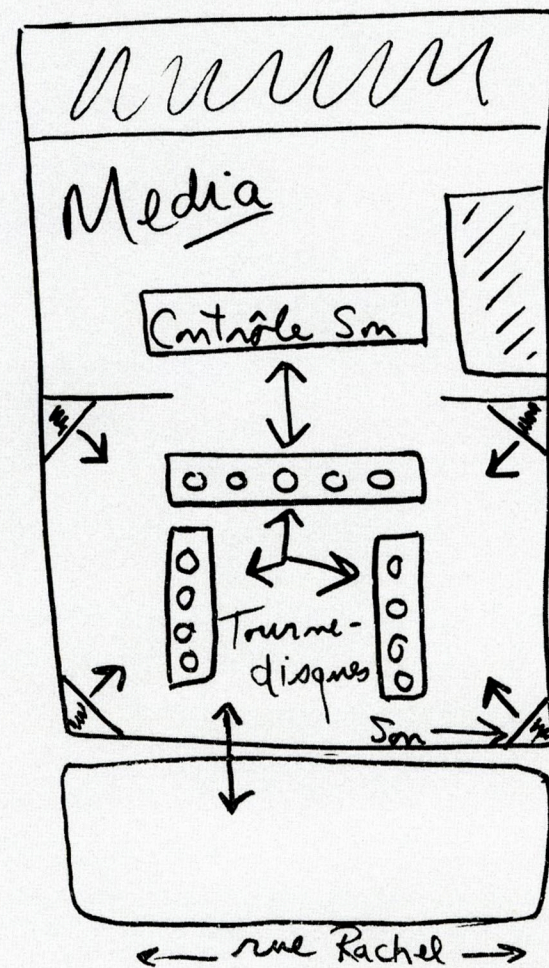 Media
Contrôle Son
Tourne-
disques
Son
rue Rachel